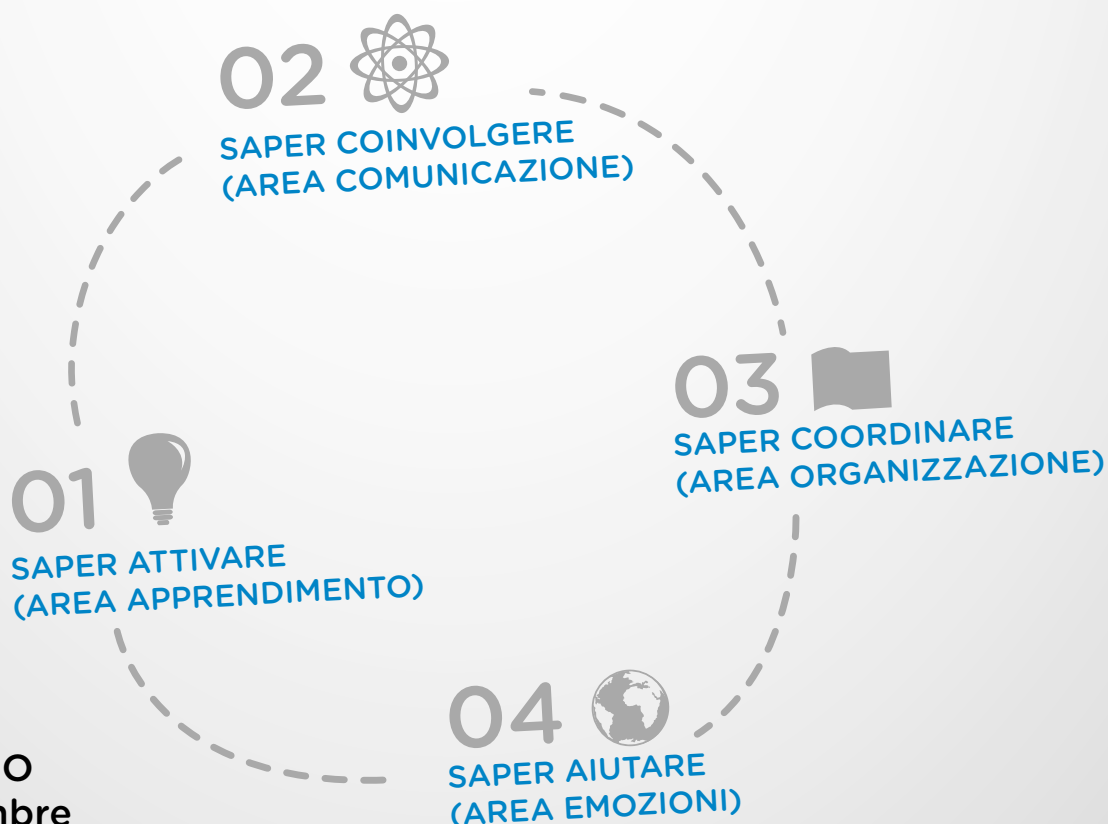 02
SAPER COINVOLGERE
(AREA COMUNICAZIONE)
03
SAPER COORDINARE
(AREA ORGANIZZAZIONE)
01
SAPER ATTIVARE
(AREA APPRENDIMENTO)
04
SAPER AIUTARE
(AREA EMOZIONI)